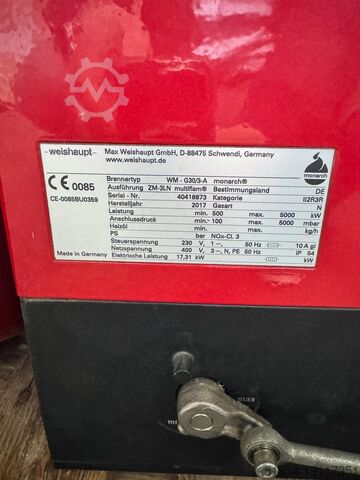 –weishaupt–
Max Weishaupt GmbH, D-88475 Schwendi, Germany
www.weishaupt.de
monarch
CE 0085
CE-0085BU0359
Brennertyp WM - G30/3-A monarch®
Ausführung ZM-3LN multiflam® Bestimmungsland DE
Serial - Nr. 40418873 Kategorie II2R3R
Herstelljahr 2017 Gasart N
Leistung min. 500 max. 5000 kW
Anschlussdruck min. 100 max. 5000 mbar
Heizöl min. max. kg/h
PS bar NOx-Cl. 3
Steuerspannung 230 V 1~, 50 Hz 10 A gl
Netzspannung 400 V 3 ~, N, PE 50 Hz IP 54
Made in Germany Elektrische Leistung 17,31 kW kW
max
mi